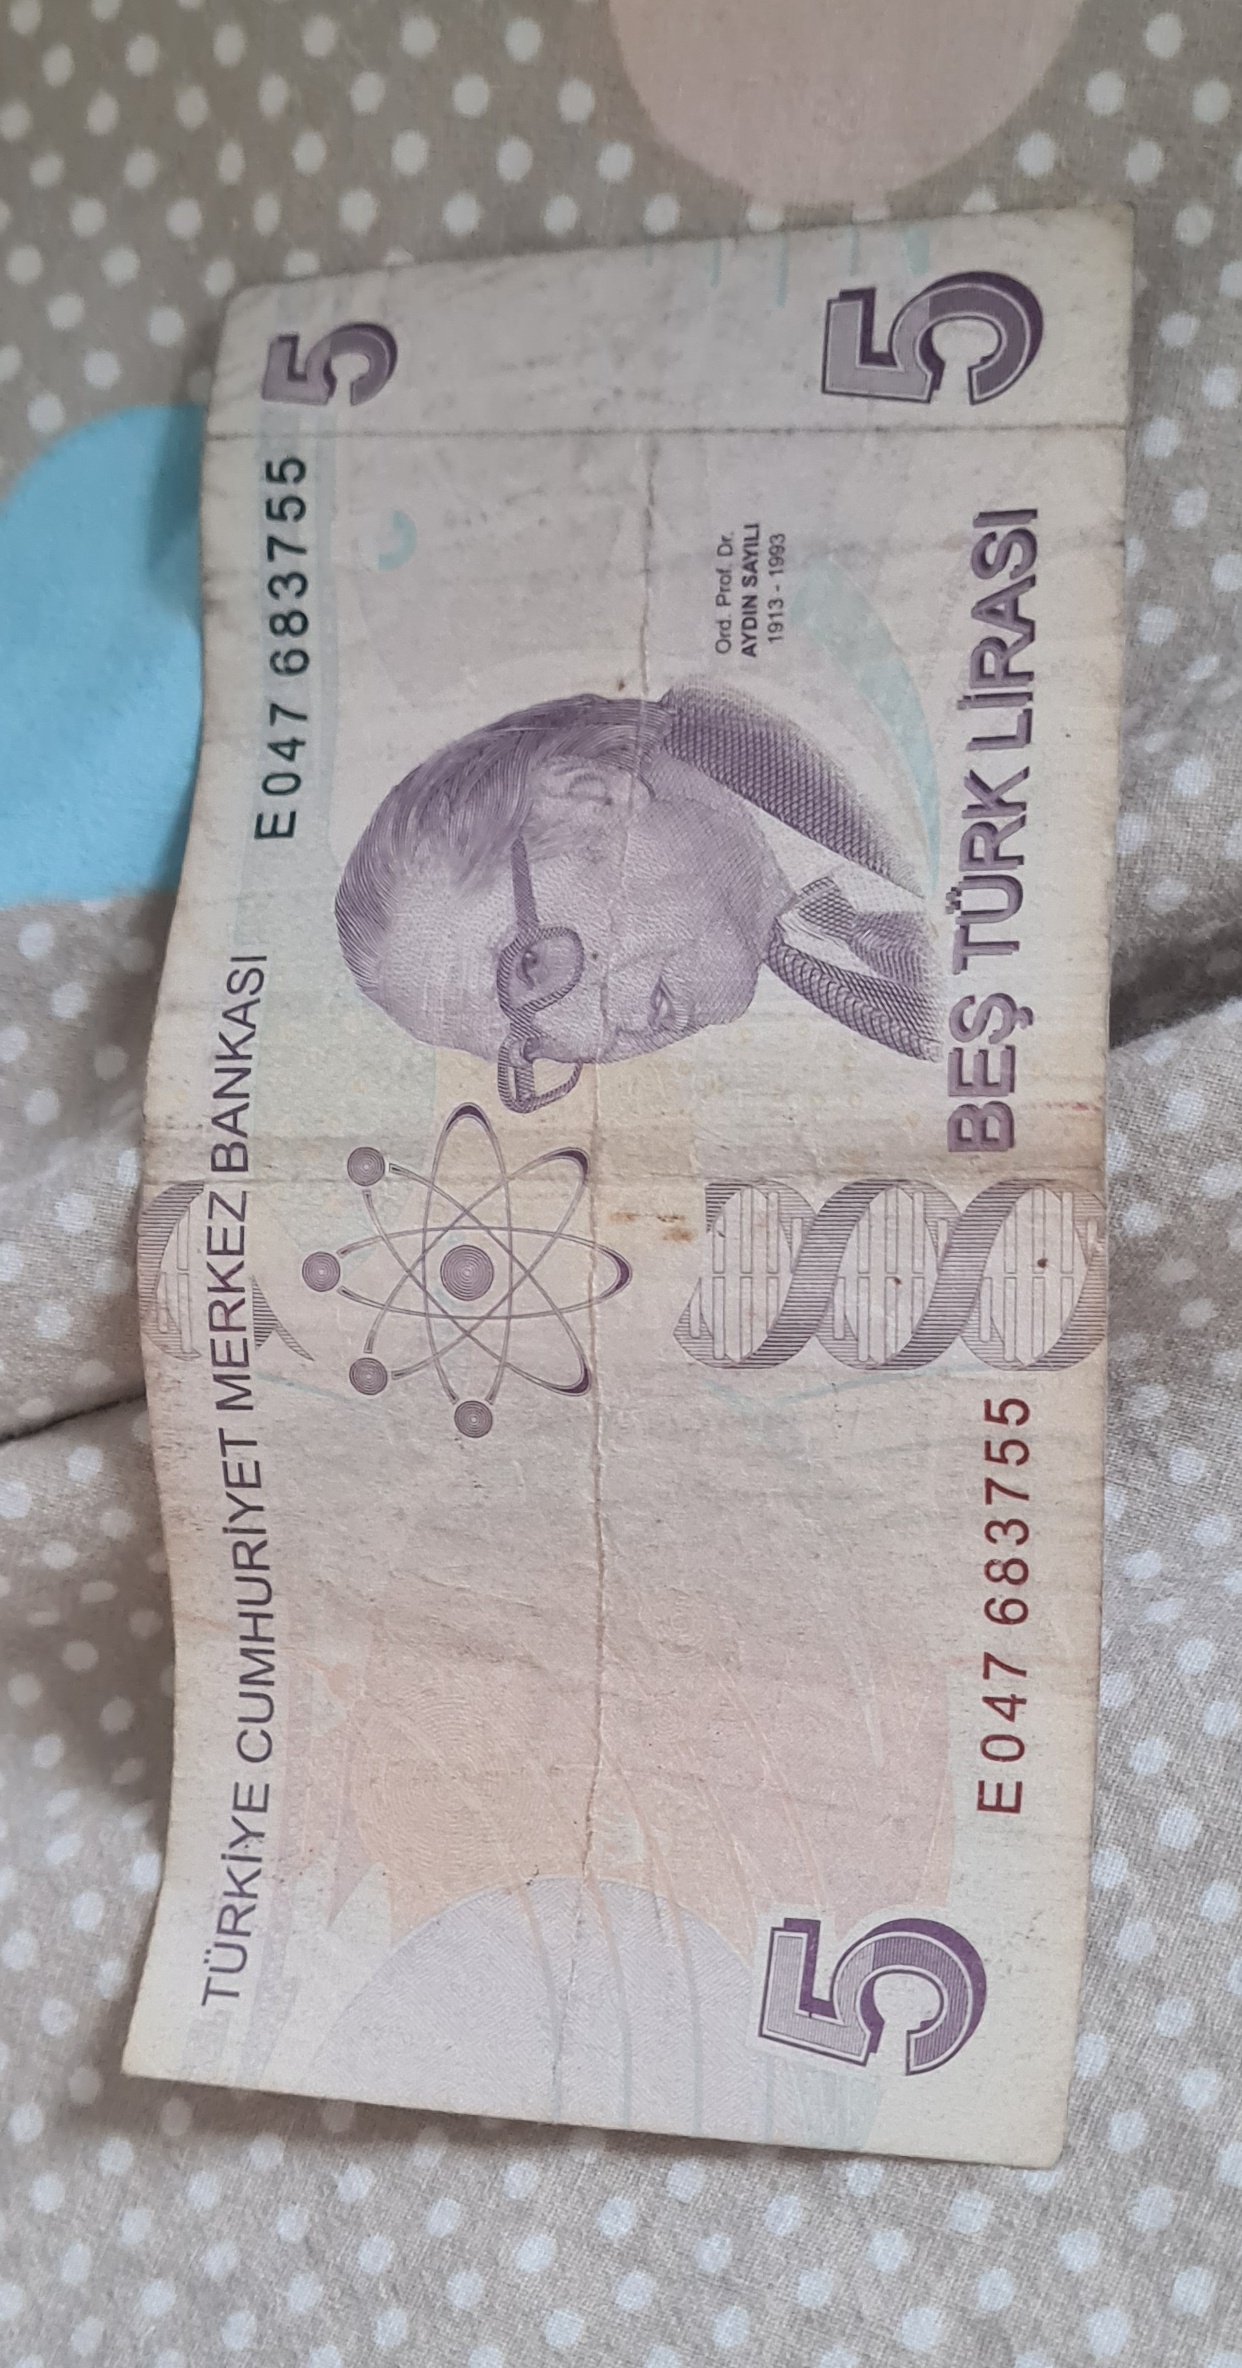 TÜRKİYE CUMHURİYET MERKEZ BANKASI
5
E047 683755
Ord. Prof. Dr.
AYDIN SAYILI
1913 - 1993
5
E047 683755
BEŞ TÜRK LİRASI
5